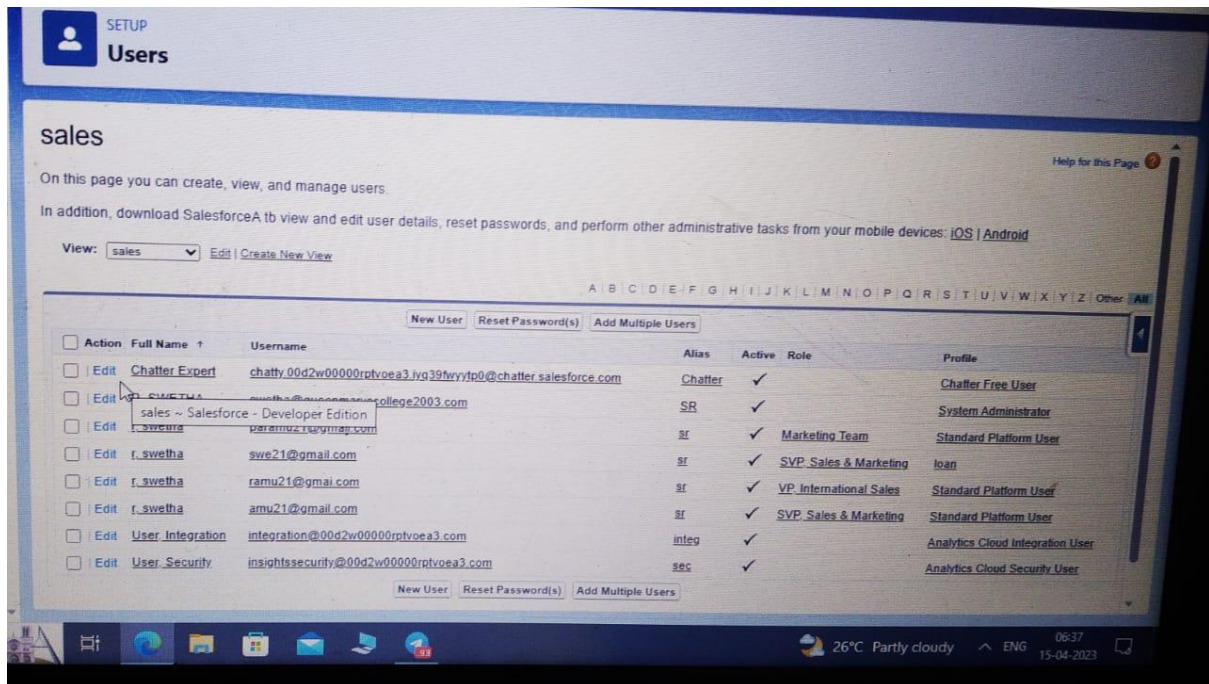 SETUP
Users
sales
Help for this Page ?
On this page you can create, view, and manage users.
In addition, download SalesforceA tb view and edit user details, reset passwords, and perform other administrative tasks from your mobile devices: iOS | Android
View: sales Edit | Create New View
A B C D E F G H I J K L M N O P Q R S T U V W X Y Z Other All
New User Reset Password(s) Add Multiple Users
Action Full Name ↑ Username Alias Active Role Profile
Edit Chatter Expert chatty.00d2w00000rptvoea3.iyg39fwyytp0@chatter.salesforce.com Chatter ✓ Chatter Free User
Edit SWETHA SR ✓ System Administrator
sales ~ Salesforce - Developer Edition
Edit r, swetha paramu21@gmail.com sr ✓ Marketing Team Standard Platform User
Edit r, swetha swe21@gmail.com sr ✓ SVP, Sales & Marketing loan
Edit r, swetha ramu21@gmai.com sr ✓ VP, International Sales Standard Platform User
Edit r, swetha amu21@gmail.com sr ✓ SVP, Sales & Marketing Standard Platform User
Edit User, Integration integration@00d2w00000rptvoea3.com integ ✓ Analytics Cloud Integration User
Edit User, Security insightssecurity@00d2w00000rptvoea3.com sec ✓ Analytics Cloud Security User
New User Reset Password(s) Add Multiple Users
93 26°C Partly cloudy ENG 06:37
15-04-2023